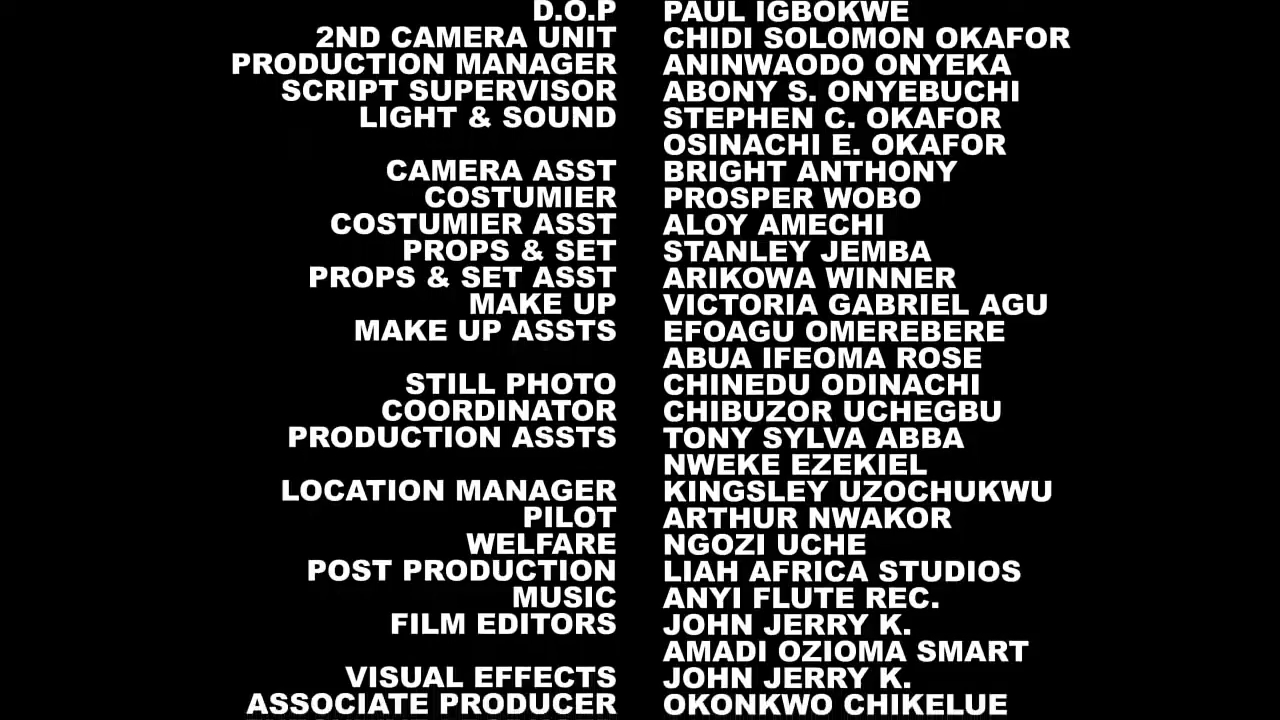 D.O.P PAUL IGBOKWE
2ND CAMERA UNIT CHIDI SOLOMON OKAFOR
PRODUCTION MANAGER ANINWAODO ONYEKA
SCRIPT SUPERVISOR ABONY S. ONYEBUCHI
LIGHT & SOUND STEPHEN C. OKAFOR
OSINACHI E. OKAFOR
CAMERA ASST BRIGHT ANTHONY
COSTUMIER PROSPER WOBO
COSTUMIER ASST ALOY AMECHI
PROPS & SET STANLEY JEMBA
PROPS & SET ASST ARIKOWA WINNER
MAKE UP VICTORIA GABRIEL AGU
MAKE UP ASSTS EFOAGU OMEREBERE
ABUA IFEOMA ROSE
STILL PHOTO CHINEDU ODINACHI
COORDINATOR CHIBUZOR UCHEGBU
PRODUCTION ASSTS TONY SYLVA ABBA
NWEKE EZEKIEL
LOCATION MANAGER KINGSLEY UZOCHUKWU
PILOT ARTHUR NWAKOR
WELFARE NGOZI UCHE
POST PRODUCTION LIAH AFRICA STUDIOS
MUSIC ANYI FLUTE REC.
FILM EDITORS JOHN JERRY K.
AMADI OZIOMA SMART
VISUAL EFFECTS JOHN JERRY K.
ASSOCIATE PRODUCER OKONKWO CHIKELUE